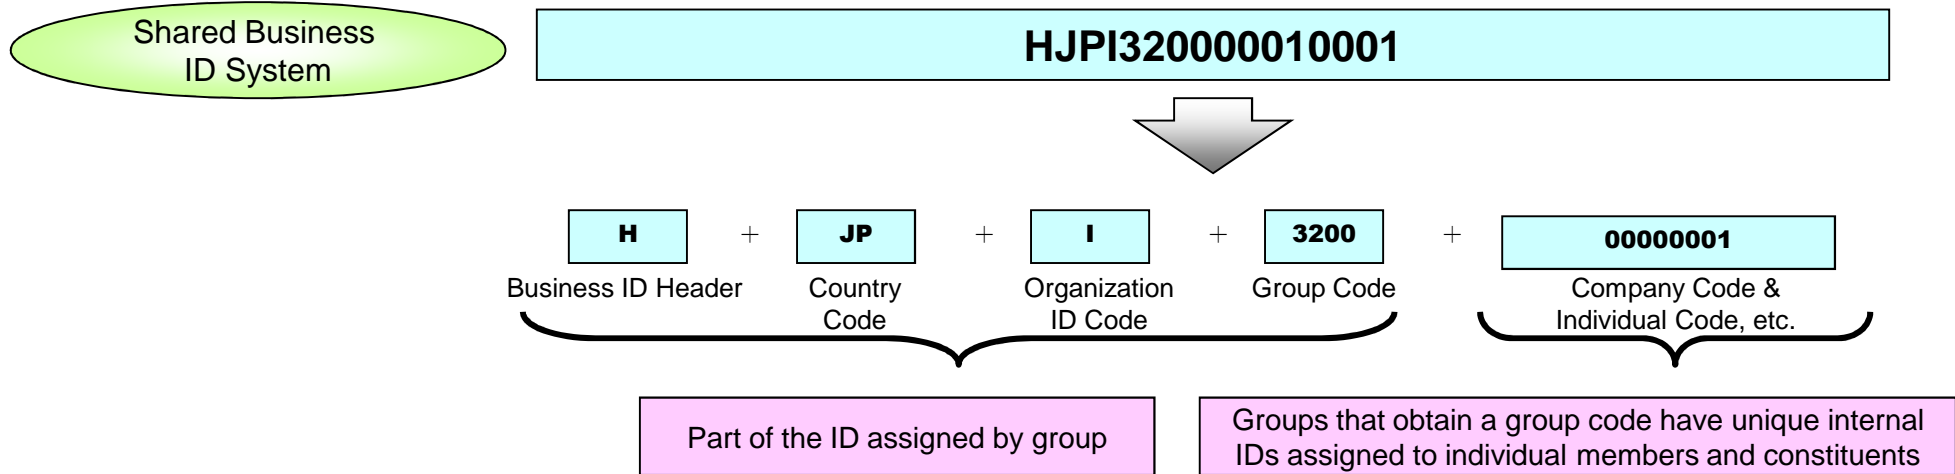 Shared Business
ID System
HJPI320000010001
H + JP + I + 3200 + 00000001
Business ID Header
Country
Code
Organization
ID Code
Group Code
Company Code &
Individual Code, etc.
Part of the ID assigned by group
Groups that obtain a group code have unique internal
IDs assigned to individual members and constituents